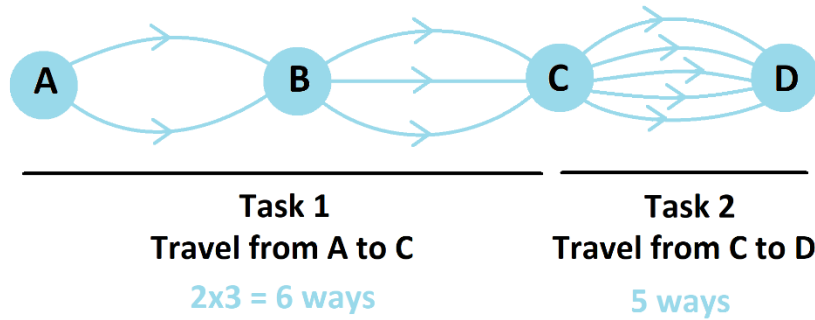 A B C D
Task 1
Travel from A to C
2x3 = 6 ways
Task 2
Travel from C to D
5 ways